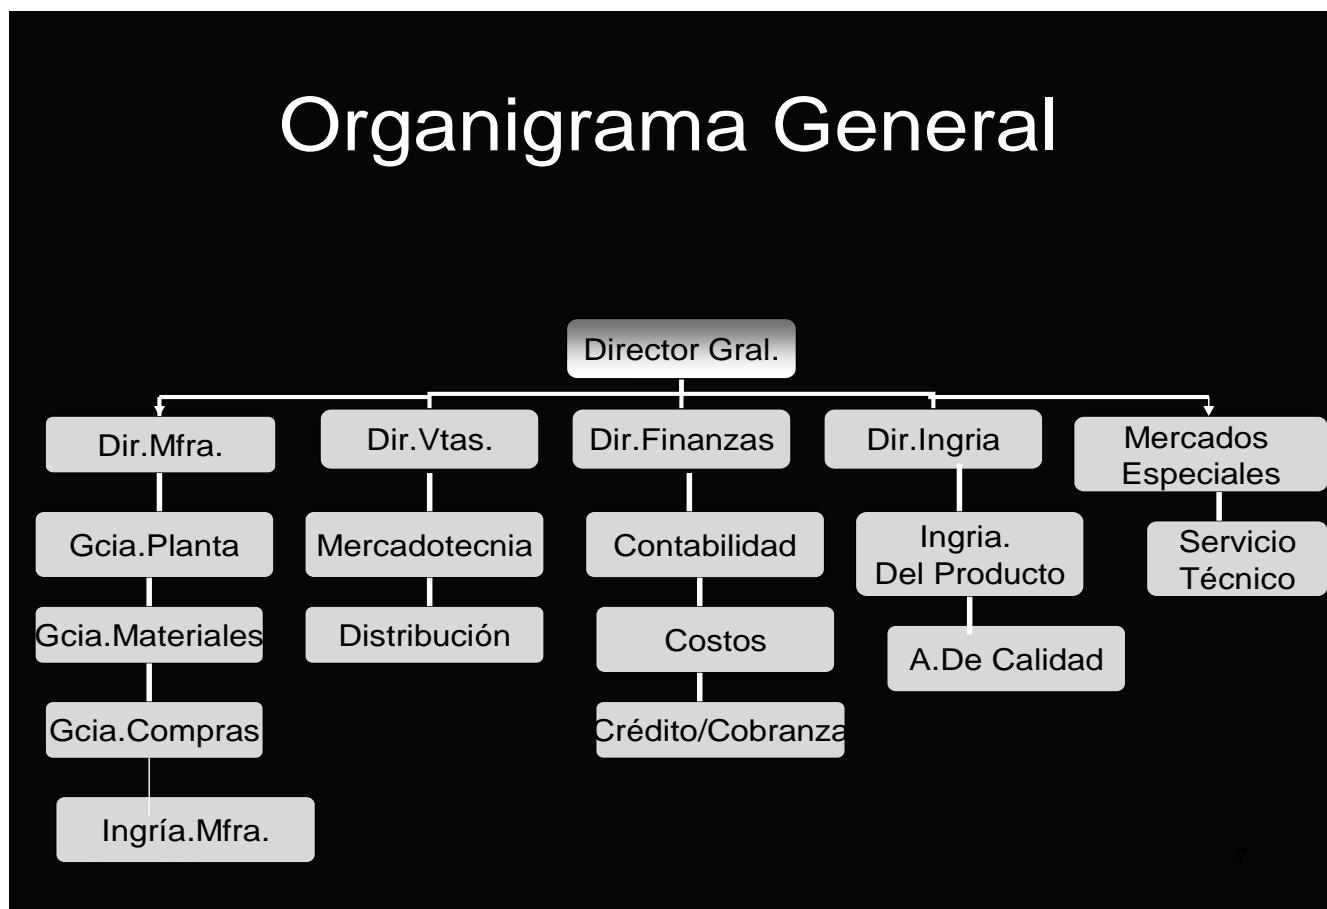 Organigrama General
Director Gral.
Dir.Mfra.
Dir.Vtas.
Dir.Finanzas
Dir.Ingria
Mercados
Especiales
Gcia.Planta
Mercadotecnia
Contabilidad
Ingria.
Del Producto
Servicio
Técnico
Gcia.Materiales
Distribución
Costos
A.De Calidad
Gcia.Compras
Crédito/Cobranza
Ingría.Mfra.
7